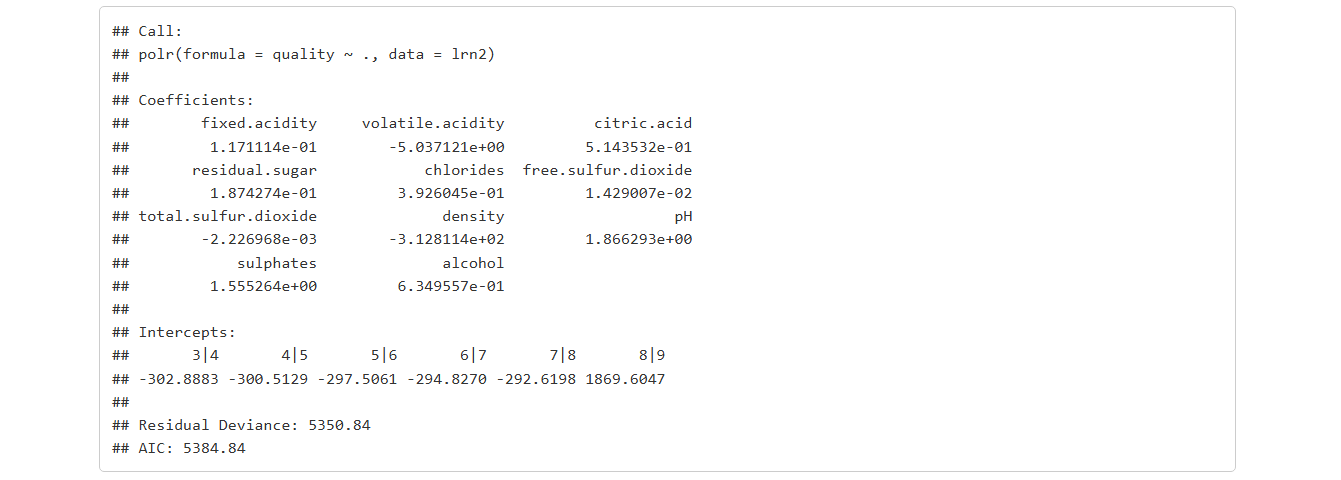 ## Call:
## polr(formula = quality ~ ., data = lrn2)
##
## Coefficients:
##        fixed.acidity     volatile.acidity          citric.acid
##         1.171114e-01        -5.037121e+00         5.143532e-01
##       residual.sugar            chlorides  free.sulfur.dioxide
##         1.874274e-01         3.926045e-01         1.429007e-02
## total.sulfur.dioxide              density                   pH
##        -2.226968e-03        -3.128114e+02         1.866293e+00
##            sulphates              alcohol
##         1.555264e+00         6.349557e-01
##
## Intercepts:
##       3|4       4|5       5|6       6|7       7|8       8|9
## -302.8883 -300.5129 -297.5061 -294.8270 -292.6198 1869.6047
##
## Residual Deviance: 5350.84
## AIC: 5384.84